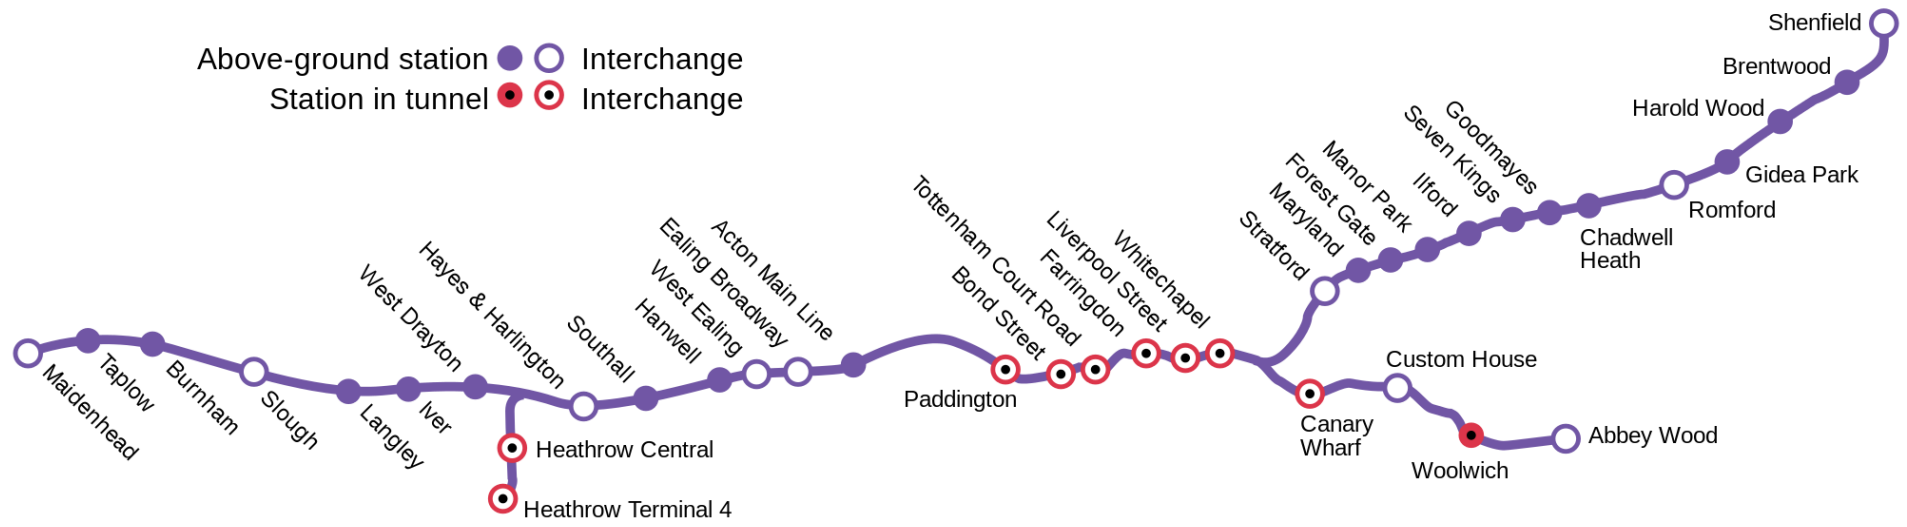 Above-ground station
Interchange
Station in tunnel
Interchange
Maidenhead
Taplow
Burnham
Slough
Langley
Iver
West Drayton
Heathrow Central
Heathrow Terminal 4
Hayes & Harlington
Southall
Hanwell
West Ealing
Ealing Broadway
Acton Main Line
Paddington
Bond Street
Tottenham Court Road
Farringdon
Liverpool Street
Whitechapel
Stratford
Maryland
Forest Gate
Manor Park
Ilford
Seven Kings
Goodmayes
Chadwell
Heath
Romford
Gidea Park
Harold Wood
Brentwood
Shenfield
Canary
Wharf
Custom House
Woolwich
Abbey Wood